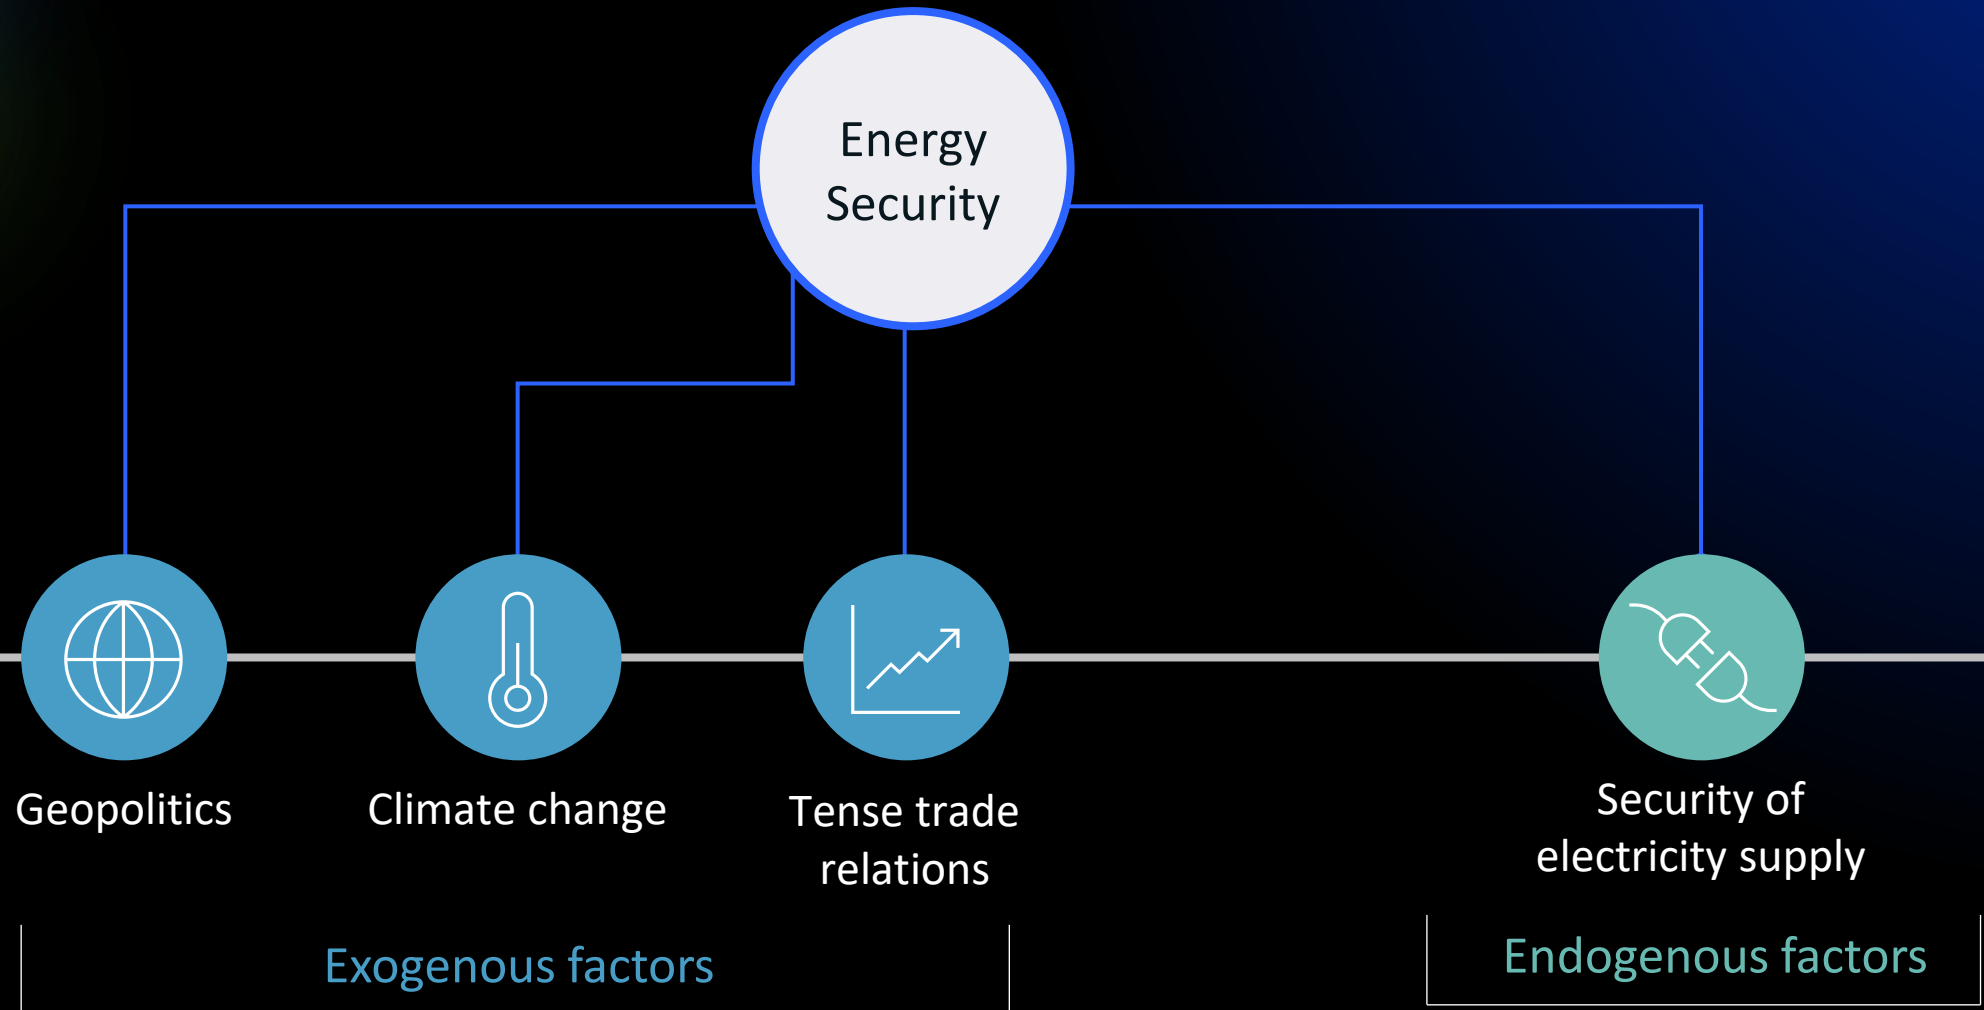 Energy
Security
Geopolitics
Climate change
Tense trade
relations
Security of
electricity supply
Exogenous factors
Endogenous factors